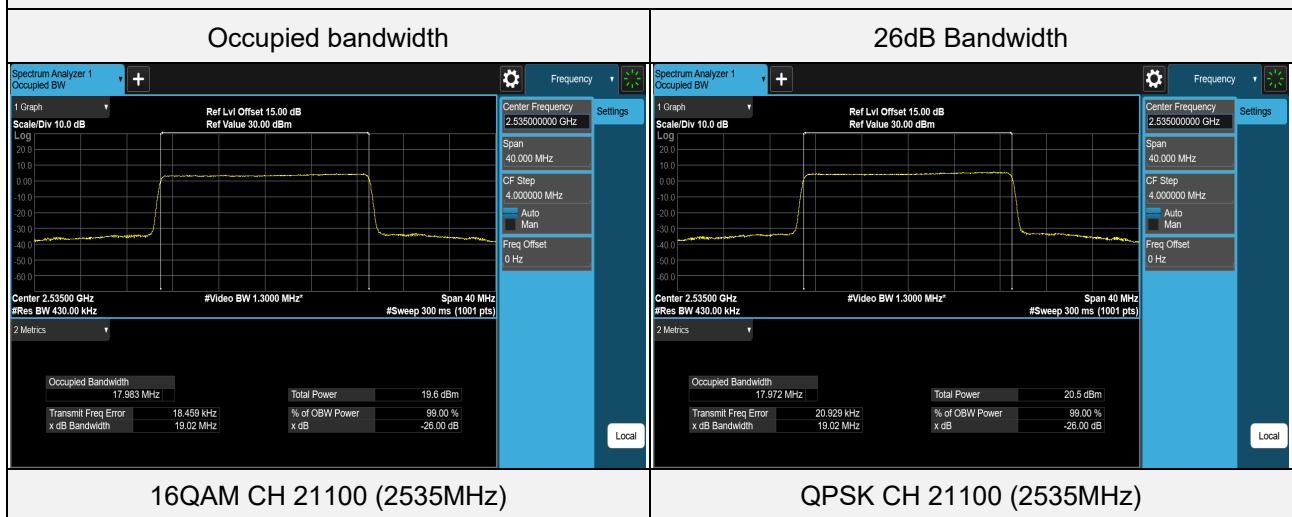 Occupied bandwidth
26dB Bandwidth
Spectrum Analyzer 1
Occupied BW
+
Frequency
1 Graph
Scale/Div 10.0 dB
Ref Lvl Offset 15.00 dB
Ref Value 30.00 dBm
Log
20.0
10.0
0.00
-10.0
-20.0
-30.0
-40.0
-50.0
-60.0
Center 2.53500 GHz
#Res BW 430.00 kHz
#Video BW 1.3000 MHz*
Span 40 MHz
#Sweep 300 ms (1001 pts)
2 Metrics
Occupied Bandwidth
17.983 MHz
Transmit Freq Error 18.459 kHz
x dB Bandwidth 19.02 MHz
Total Power 19.6 dBm
% of OBW Power 99.00 %
x dB -26.00 dB
Center Frequency
2.535000000 GHz
Span
40.000 MHz
CF Step
4.000000 MHz
Auto
Man
Freq Offset
0 Hz
Settings
Local
Spectrum Analyzer 1
Occupied BW
+
Frequency
1 Graph
Scale/Div 10.0 dB
Ref Lvl Offset 15.00 dB
Ref Value 30.00 dBm
Log
20.0
10.0
0.00
-10.0
-20.0
-30.0
-40.0
-50.0
-60.0
Center 2.53500 GHz
#Res BW 430.00 kHz
#Video BW 1.3000 MHz*
Span 40 MHz
#Sweep 300 ms (1001 pts)
2 Metrics
Occupied Bandwidth
17.972 MHz
Transmit Freq Error 20.929 kHz
x dB Bandwidth 19.02 MHz
Total Power 20.5 dBm
% of OBW Power 99.00 %
x dB -26.00 dB
Center Frequency
2.535000000 GHz
Span
40.000 MHz
CF Step
4.000000 MHz
Auto
Man
Freq Offset
0 Hz
Settings
Local
16QAM CH 21100 (2535MHz)
QPSK CH 21100 (2535MHz)